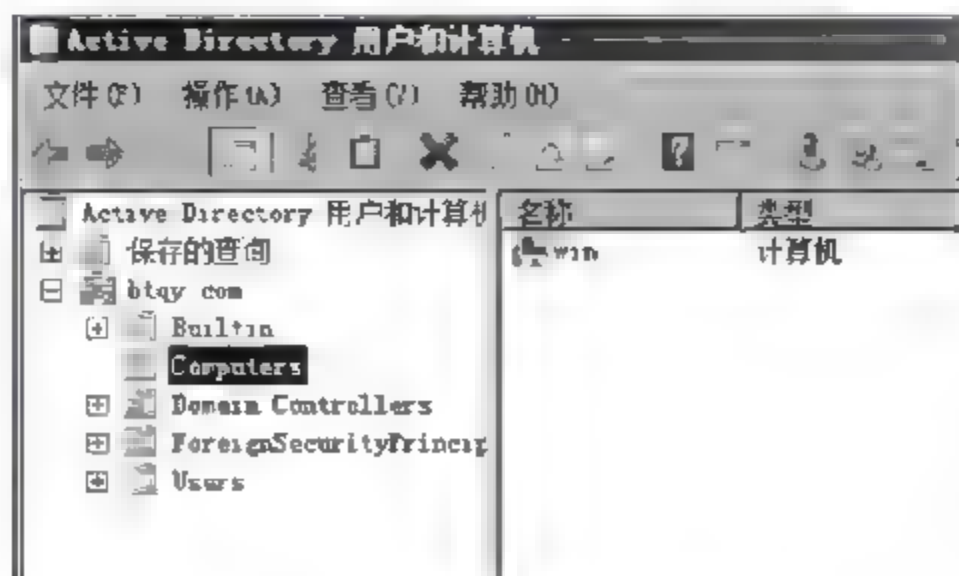 Active Directory 用户和计算机
文件(F) 操作(A) 查看(V) 帮助(H)
Active Directory 用户和计算机
名称 类型
保存的查询
win 计算机
btqy com
Builtin
Computers
Domain Controllers
ForeignSecurityPrincip
Users